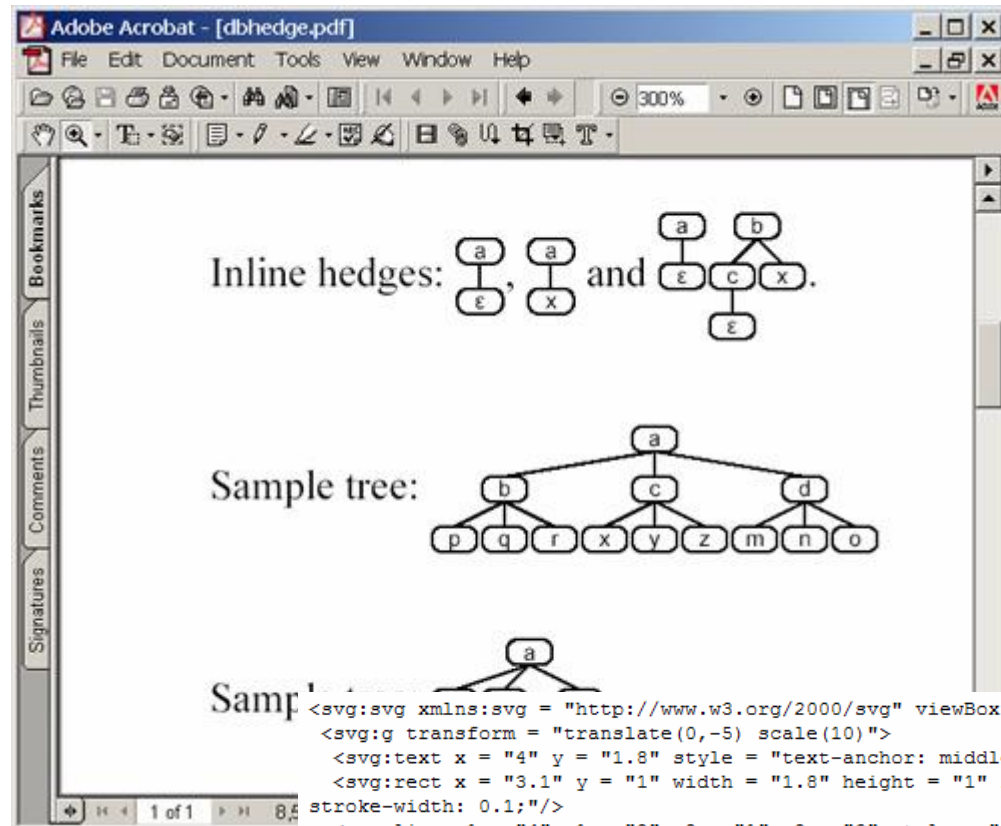 Adobe Acrobat - [dbhedge.pdf]
File Edit Document Tools View Window Help
300%
Bookmarks
Thumbnails
Comments
Signatures
a a a b
Inline hedges: , and .
ε x ε c x
ε
a
Sample tree: b c d
p q r x y z m n o
a
Samp
<svg:svg xmlns:svg = "http://www.w3.org/2000/svg" viewBox
<svg:g transform = "translate(0,-5) scale(10)">
<svg:text x = "4" y = "1.8" style = "text-anchor: middl
<svg:rect x = "3.1" y = "1" width = "1.8" height = "1"
stroke-width: 0.1;"/>
1 of 1 8,5